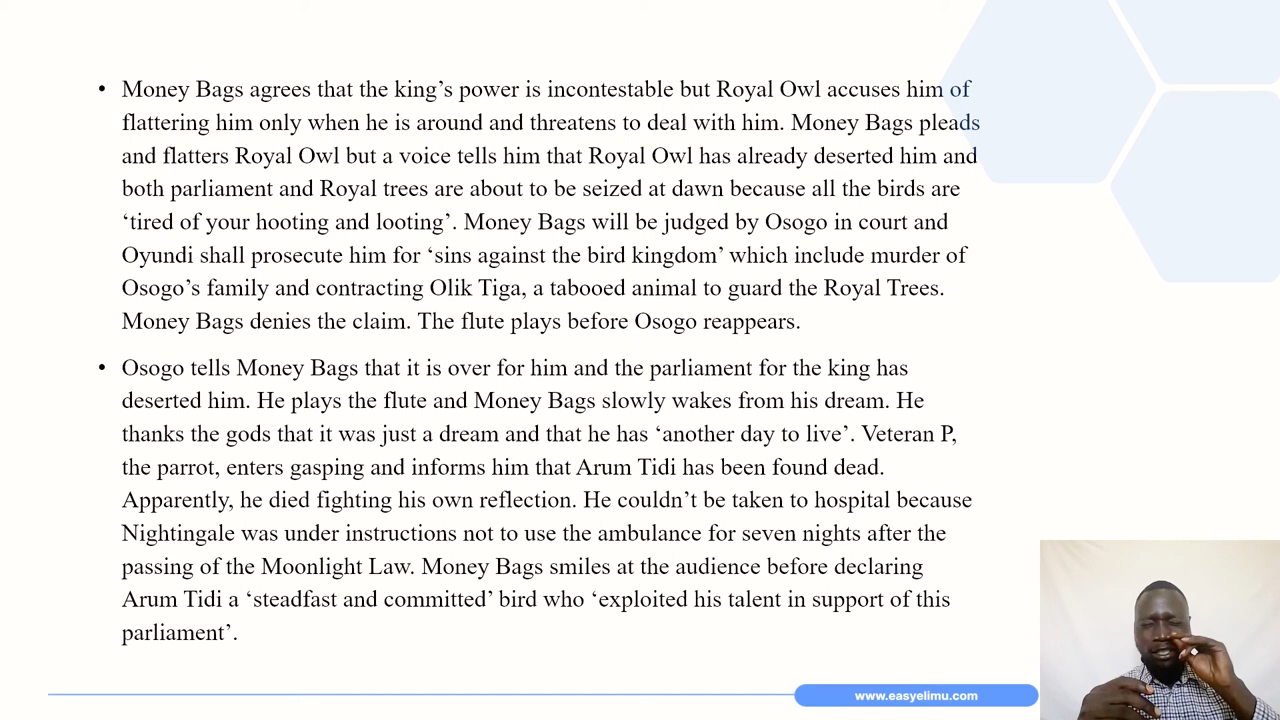 • Money Bags agrees that the king’s power is incontestable but Royal Owl accuses him of
flattering him only when he is around and threatens to deal with him. Money Bags pleads
and flatters Royal Owl but a voice tells him that Royal Owl has already deserted him and
both parliament and Royal trees are about to be seized at dawn because all the birds are
‘tired of your hooting and looting’. Money Bags will be judged by Osogo in court and
Oyundi shall prosecute him for ‘sins against the bird kingdom’ which include murder of
Osogo’s family and contracting Olik Tiga, a tabooed animal to guard the Royal Trees.
Money Bags denies the claim. The flute plays before Osogo reappears.
• Osogo tells Money Bags that it is over for him and the parliament for the king has
deserted him. He plays the flute and Money Bags slowly wakes from his dream. He
thanks the gods that it was just a dream and that he has ‘another day to live’. Veteran P,
the parrot, enters gasping and informs him that Arum Tidi has been found dead.
Apparently, he died fighting his own reflection. He couldn’t be taken to hospital because
Nightingale was under instructions not to use the ambulance for seven nights after the
passing of the Moonlight Law. Money Bags smiles at the audience before declaring
Arum Tidi a ‘steadfast and committed’ bird who ‘exploited his talent in support of this
parliament’.
www.easyelimu.com